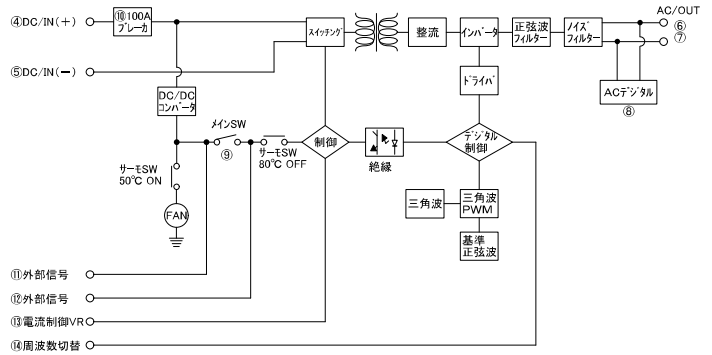 ④DC/IN(+)
⑩100A
ブレーカ
スイッチング
整流
インバータ
正弦波
フィルター
ノイズ
フィルター
AC/OUT
⑥
⑦
⑤DC/IN(−)
DC/DC
コンバータ
ドライバ
ACデジタル
⑧
メインSW
⑨
サーモSW
80℃ OFF
制御
絶縁
デジタル
制御
サーモSW
50℃ ON
FAN
三角波
三角波
PWM
基準
正弦波
⑪外部信号
⑫外部信号
⑬電流制御VR
⑭周波数切替